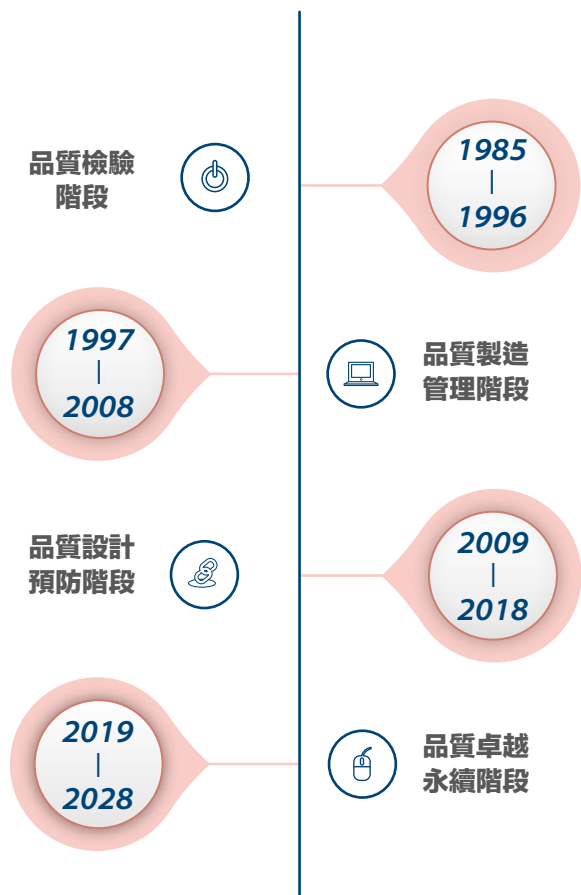 品質檢驗
階段
1985
|
1996
1997
|
2008
品質製造
管理階段
品質設計
預防階段
2009
|
2018
2019
|
2028
品質卓越
永續階段